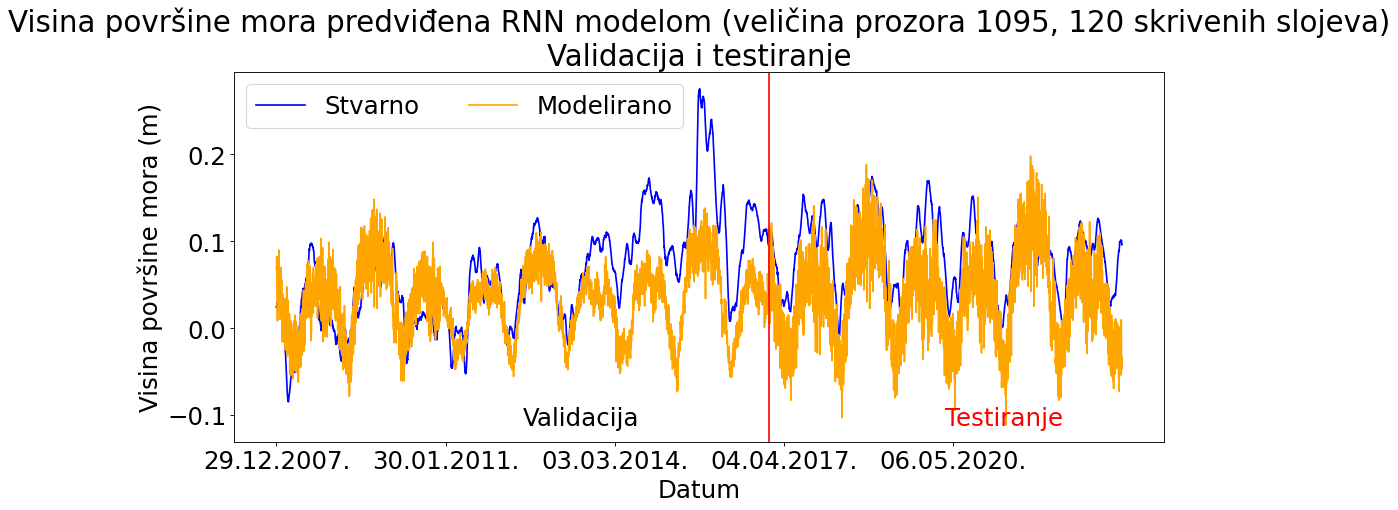 Visina površine mora predviđena RNN modelom (veličina prozora 1095, 120 skrivenih slojeva)
Validacija i testiranje
Stvarno
Modelirano
Visina površine mora (m)
0.2
0.1
0.0
−0.1
Validacija
Testiranje
29.12.2007.
30.01.2011.
03.03.2014.
04.04.2017.
06.05.2020.
Datum